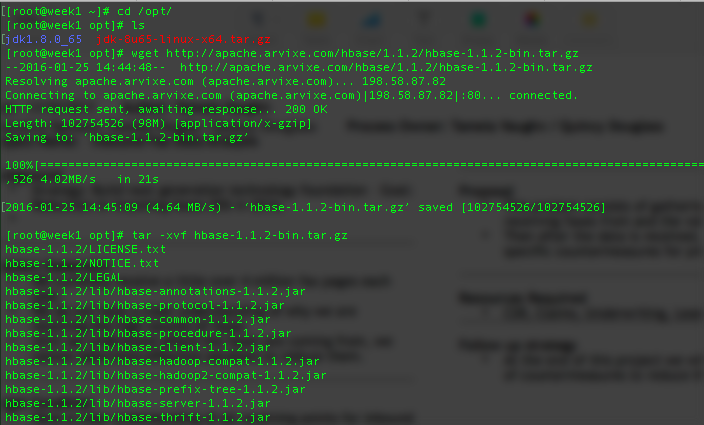 [root@week1 ~]# cd /opt/
[root@week1 opt]# ls
jdk1.8.0_65 jdk-8u65-linux-x64.tar.gz
[root@week1 opt]# wget http://apache.arvixe.com/hbase/1.1.2/hbase-1.1.2-bin.tar.gz
--2016-01-25 14:44:48-- http://apache.arvixe.com/hbase/1.1.2/hbase-1.1.2-bin.tar.gz
Resolving apache.arvixe.com (apache.arvixe.com)... 198.58.87.82
Connecting to apache.arvixe.com (apache.arvixe.com)|198.58.87.82|:80... connected.
HTTP request sent, awaiting response... 200 OK
Length: 102754526 (98M) [application/x-gzip]
Saving to: ‘hbase-1.1.2-bin.tar.gz’
100%[======================================================================================
,526 4.02MB/s in 21s
[2016-01-25 14:45:09 (4.64 MB/s) - ‘hbase-1.1.2-bin.tar.gz’ saved [102754526/102754526]
[root@week1 opt]# tar -xvf hbase-1.1.2-bin.tar.gz
hbase-1.1.2/LICENSE.txt
hbase-1.1.2/NOTICE.txt
hbase-1.1.2/LEGAL
hbase-1.1.2/lib/hbase-annotations-1.1.2.jar
hbase-1.1.2/lib/hbase-protocol-1.1.2.jar
hbase-1.1.2/lib/hbase-common-1.1.2.jar
hbase-1.1.2/lib/hbase-procedure-1.1.2.jar
hbase-1.1.2/lib/hbase-client-1.1.2.jar
hbase-1.1.2/lib/hbase-hadoop-compat-1.1.2.jar
hbase-1.1.2/lib/hbase-hadoop2-compat-1.1.2.jar
hbase-1.1.2/lib/hbase-prefix-tree-1.1.2.jar
hbase-1.1.2/lib/hbase-server-1.1.2.jar
hbase-1.1.2/lib/hbase-thrift-1.1.2.jar